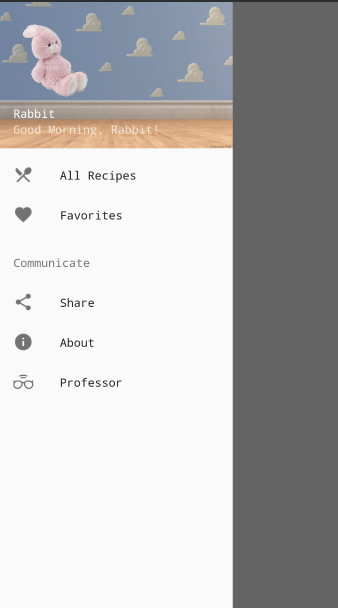 Rabbit
Good Morning, Rabbit!
All Recipes
Favorites
Communicate
Share
About
Professor